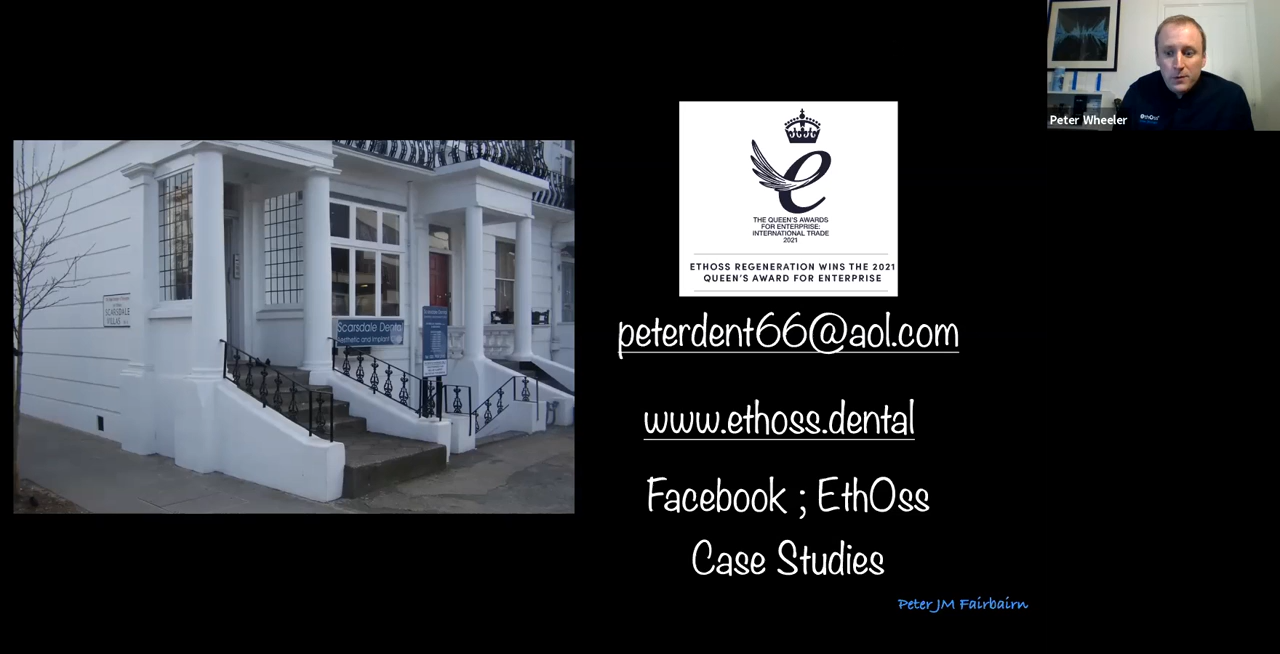 Peter Wheeler
EthOss
THE QUEEN'S AWARDS
FOR ENTERPRISE:
INTERNATIONAL TRADE
2021
ETHOSS REGENERATION WINS THE 2021
QUEEN'S AWARD FOR ENTERPRISE
peterdent66@aol.com
www.ethoss.dental
Facebook ; EthOss
Case Studies
Peter JM Fairbairn
SCARSDALE
VILLAS
Scarsdale Dental
Aesthetic and Implant